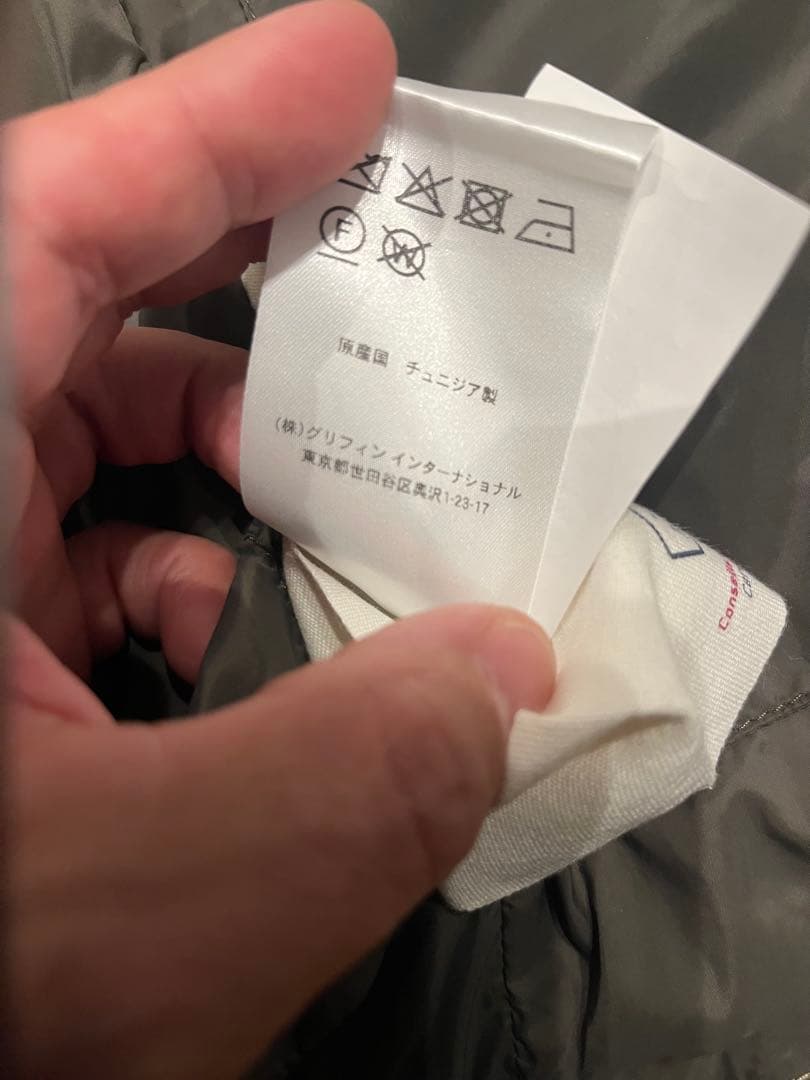 F
W
原産国 チュニジア製
(株)グリフィン インターナショナル
東京都世田谷区奥沢1-23-17